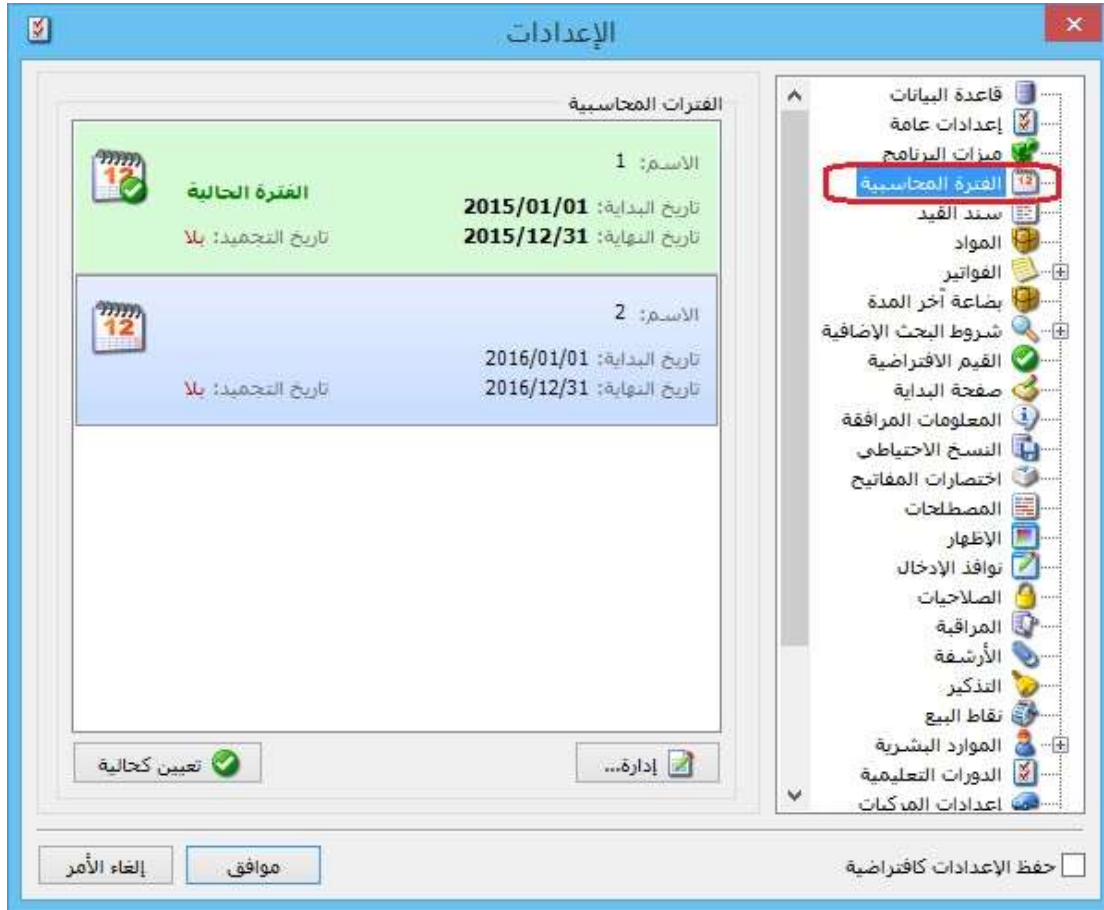 الإعدادات
قاعدة البيانات
إعدادات عامة
ميزات البرنامج
الفترة المحاسبية
سند القيد
المواد
الفواتير
بضاعة آخر المدة
شروط البحث الإضافية
القيم الافتراضية
صفحة البداية
المعلومات المرافقة
النسخ الاحتياطي
اختصارات المفاتيح
المصطلحات
الإظهار
نوافذ الإدخال
الصلاحيات
المراقبة
الأرشفة
التذكير
نقاط البيع
الموارد البشرية
الدورات التعليمية
إعدادات المركبات
الفترات المحاسبية
الاسم: 1
12
الفترة الحالية
تاريخ البداية: 2015/01/01
تاريخ النهاية: 2015/12/31 تاريخ التجميد: بلا
الاسم: 2
12
تاريخ البداية: 2016/01/01
تاريخ النهاية: 2016/12/31 تاريخ التجميد: بلا
إدارة... تعيين كحالية
حفظ الإعدادات كافتراضية موافق إلغاء الأمر